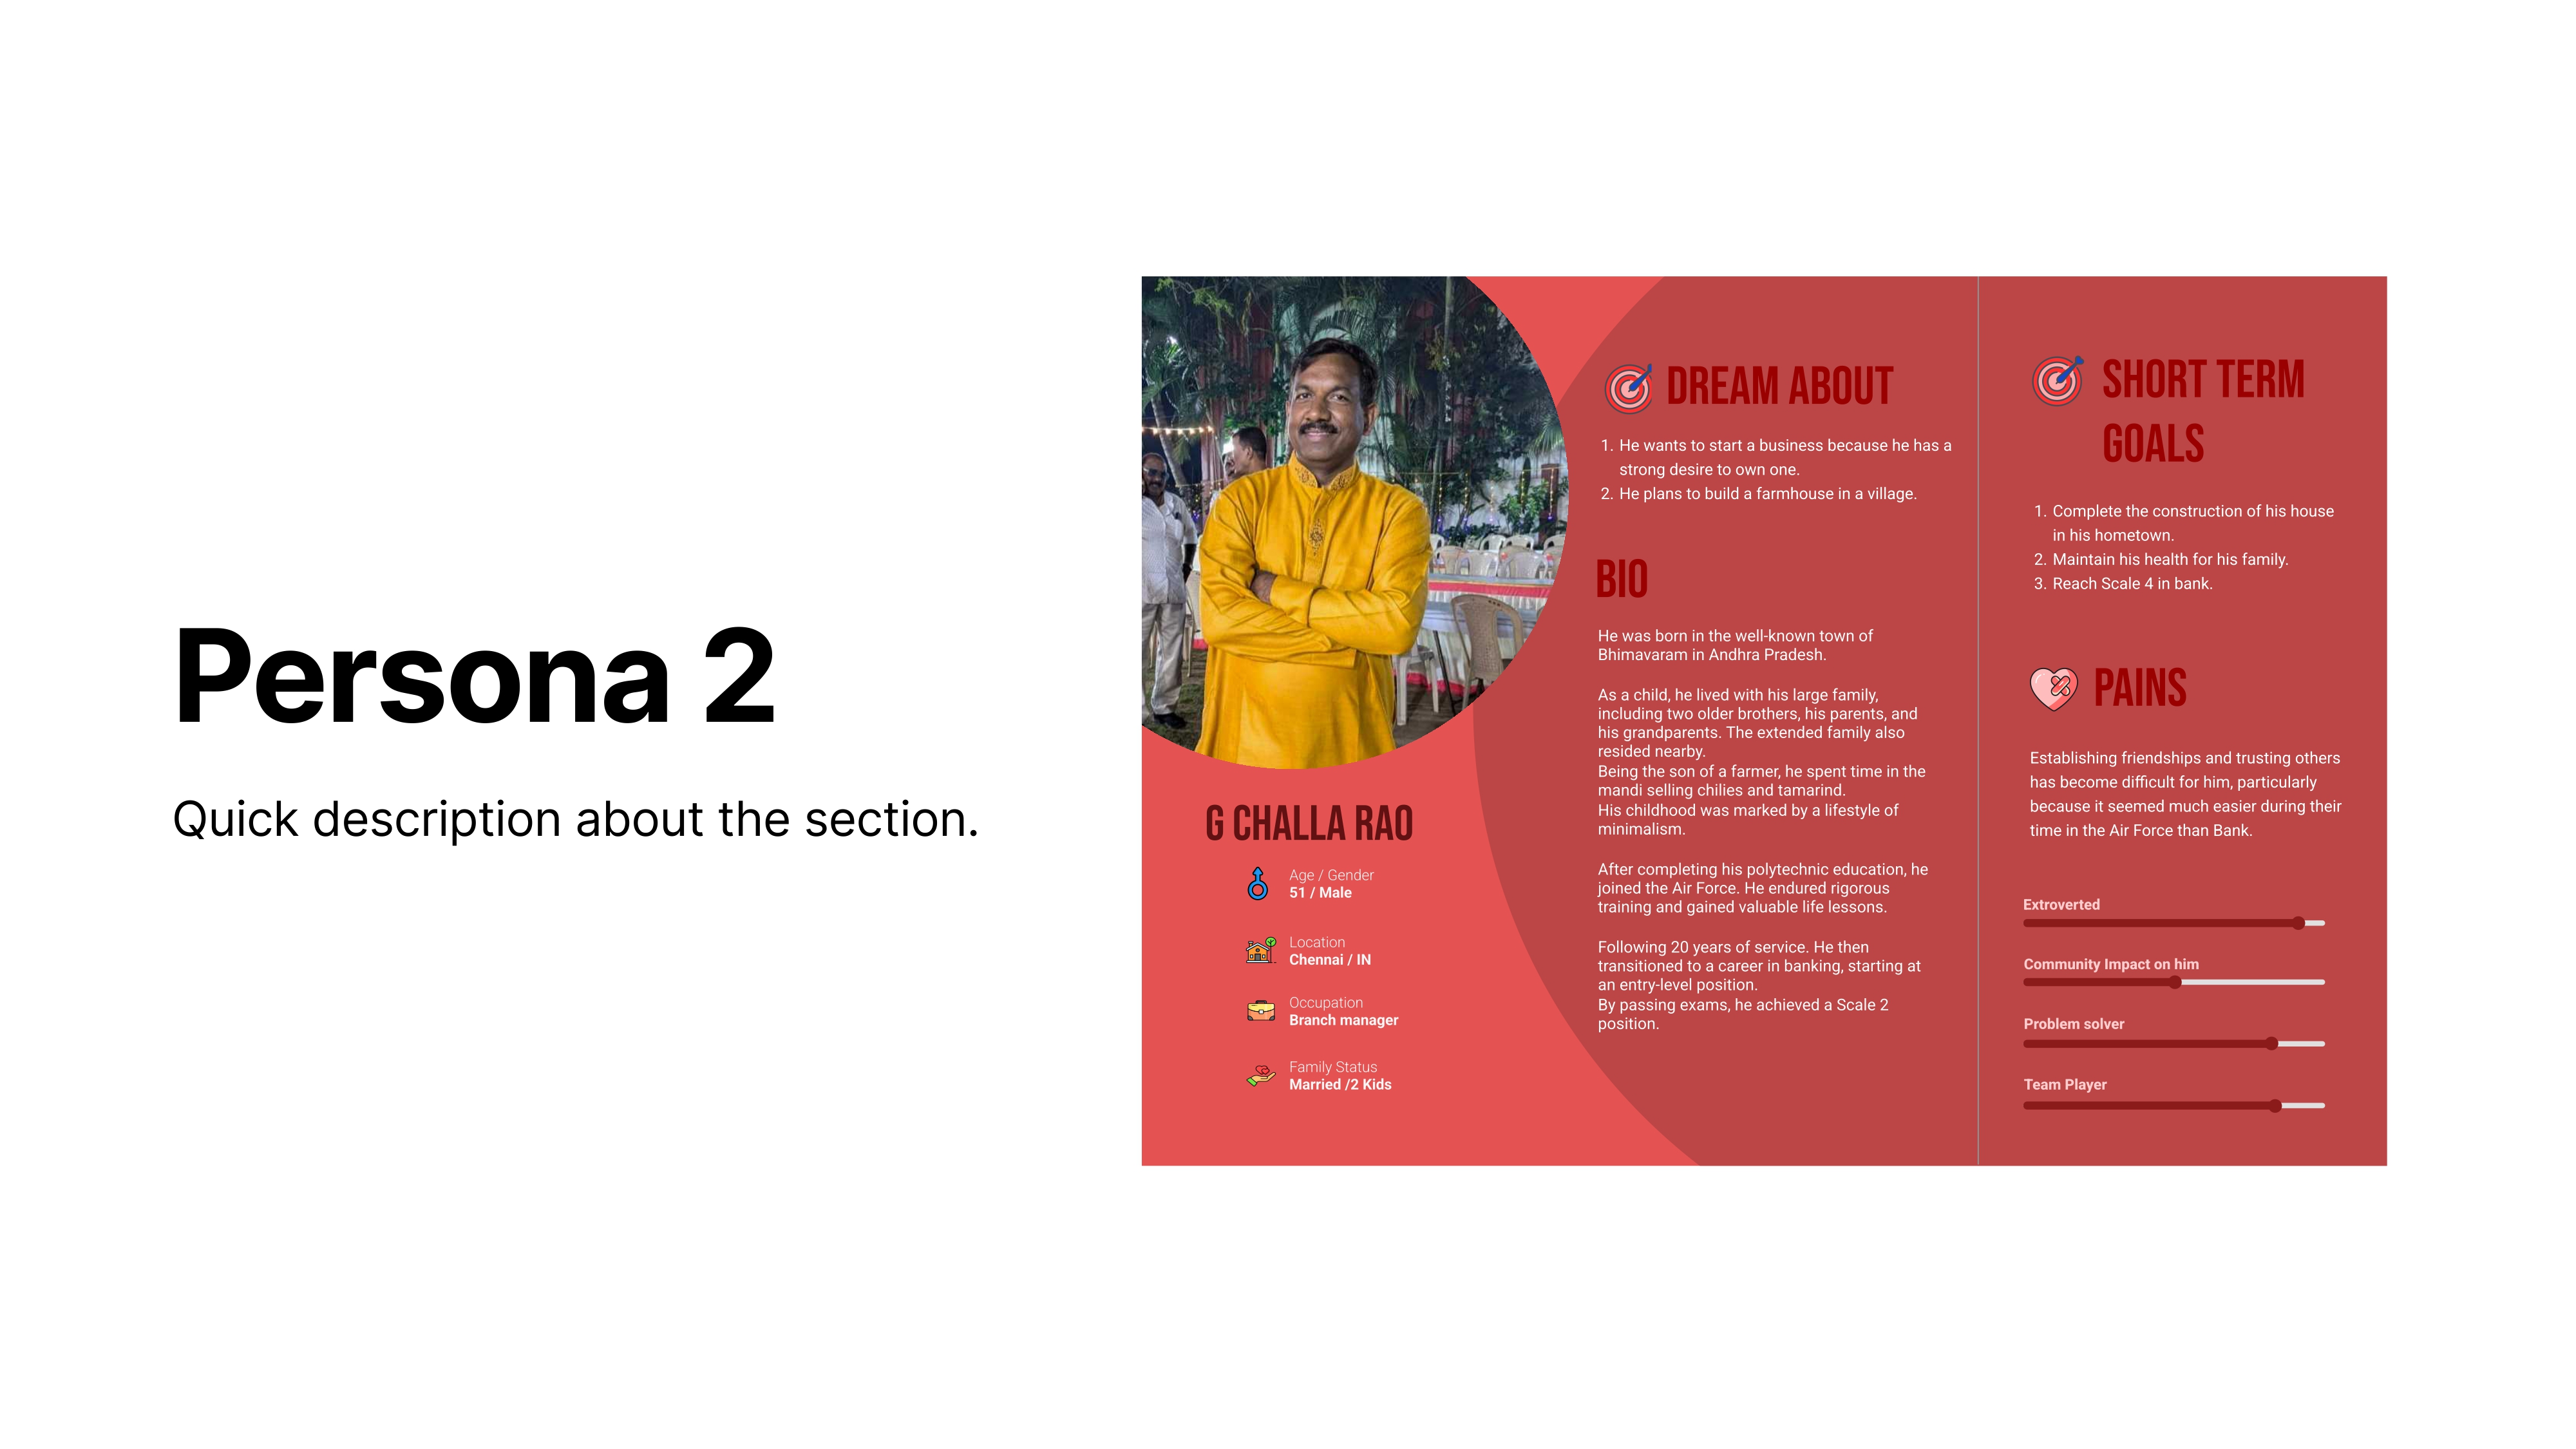 Persona 2
Quick description about the section.
G CHALLA RAO
Age / Gender
51 / Male
Location
Chennai / IN
Occupation
Branch manager
Family Status
Married /2 Kids
DREAM ABOUT
1. He wants to start a business because he has a
strong desire to own one.
2. He plans to build a farmhouse in a village.
BIO
He was born in the well-known town of
Bhimavaram in Andhra Pradesh.
As a child, he lived with his large family,
including two older brothers, his parents, and
his grandparents. The extended family also
resided nearby.
Being the son of a farmer, he spent time in the
mandi selling chilies and tamarind.
His childhood was marked by a lifestyle of
minimalism.
After completing his polytechnic education, he
joined the Air Force. He endured rigorous
training and gained valuable life lessons.
Following 20 years of service. He then
transitioned to a career in banking, starting at
an entry-level position.
By passing exams, he achieved a Scale 2
position.
SHORT TERM
GOALS
1. Complete the construction of his house
in his hometown.
2. Maintain his health for his family.
3. Reach Scale 4 in bank.
PAINS
Establishing friendships and trusting others
has become difficult for him, particularly
because it seemed much easier during their
time in the Air Force than Bank.
Extroverted
Community Impact on him
Problem solver
Team Player